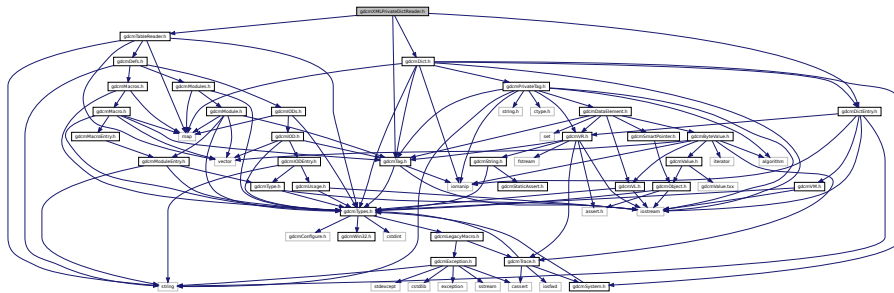 gdcmXMLPrivateDictReader.h
gdcmTableReader.h
gdcmDefs.h
gdcmDict.h
gdcmMacros.h
gdcmModules.h
gdcmPrivateTag.h
gdcmMacro.h
gdcmModule.h
gdcmIODs.h
string.h
ctype.h
gdcmDataElement.h
gdcmDictEntry.h
gdcmMacroEntry.h
map
gdcmIOD.h
set
gdcmVR.h
gdcmSmartPointer.h
gdcmByteValue.h
gdcmModuleEntry.h
vector
gdcmIODEntry.h
gdcmTag.h
gdcmString.h
fstream
gdcmValue.h
iterator
algorithm
gdcmType.h
gdcmUsage.h
iomanip
gdcmStaticAssert.h
gdcmVL.h
gdcmObject.h
gdcmValue.txx
gdcmVM.h
gdcmTypes.h
assert.h
iostream
gdcmConfigure.h
gdcmWin32.h
cstdint
gdcmLegacyMacro.h
gdcmException.h
gdcmTrace.h
string
stdexcept
cstdlib
exception
sstream
cassert
iosfwd
gdcmSystem.h